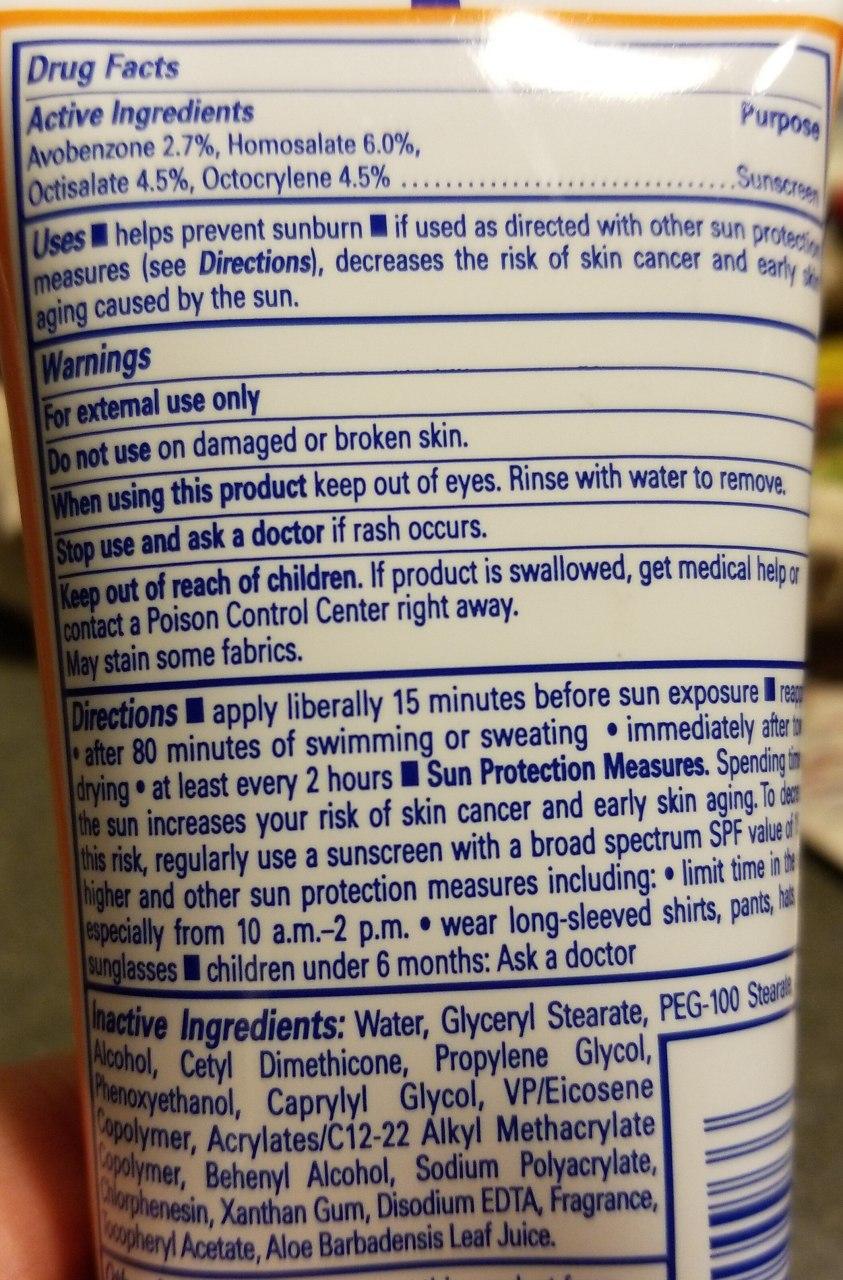 Drug Facts
Active Ingredients Purpose
Avobenzone 2.7%, Homosalate 6.0%,
Octisalate 4.5%, Octocrylene 4.5% ................................Sunscreen
Uses ■ helps prevent sunburn ■ if used as directed with other sun protection
measures (see Directions), decreases the risk of skin cancer and early skin
aging caused by the sun.
Warnings
For external use only
Do not use on damaged or broken skin.
When using this product keep out of eyes. Rinse with water to remove.
Stop use and ask a doctor if rash occurs.
Keep out of reach of children. If product is swallowed, get medical help or
contact a Poison Control Center right away.
May stain some fabrics.
Directions ■ apply liberally 15 minutes before sun exposure ■
• after 80 minutes of swimming or sweating • immediately after
drying • at least every 2 hours ■ Sun Protection Measures. Spending
the sun increases your risk of skin cancer and early skin aging. To
this risk, regularly use a sunscreen with a broad spectrum SPF value of
higher and other sun protection measures including: • limit time in the
especially from 10 a.m.–2 p.m. • wear long-sleeved shirts, pants, hats
sunglasses ■ children under 6 months: Ask a doctor
Inactive Ingredients: Water, Glyceryl Stearate, PEG-100 Stearate,
Alcohol, Cetyl Dimethicone, Propylene Glycol,
Phenoxyethanol, Caprylyl Glycol, VP/Eicosene
Copolymer, Acrylates/C12-22 Alkyl Methacrylate
Copolymer, Behenyl Alcohol, Sodium Polyacrylate,
Chlorphenesin, Xanthan Gum, Disodium EDTA, Fragrance,
Tocopheryl Acetate, Aloe Barbadensis Leaf Juice.